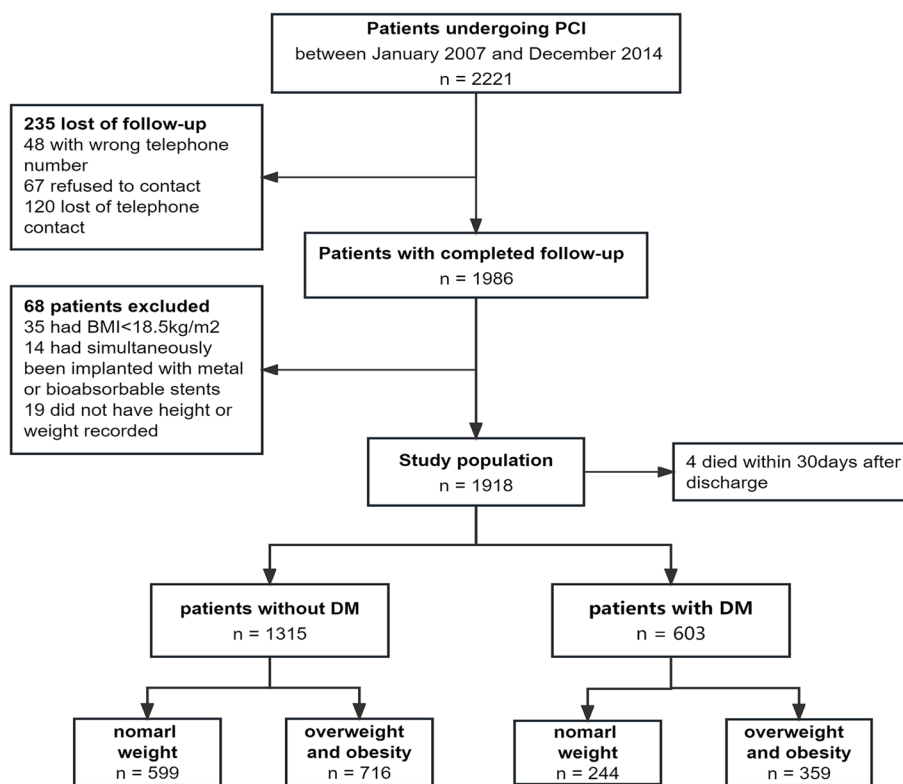 Patients undergoing PCI
between January 2007 and December 2014
n = 2221
235 lost of follow-up
48 with wrong telephone
number
67 refused to contact
120 lost of telephone
contact
Patients with completed follow-up
n = 1986
68 patients excluded
35 had BMI<18.5kg/m2
14 had simultaneously
been implanted with metal
or bioabsorbable stents
19 did not have height or
weight recorded
Study population
n = 1918
4 died within 30days after
discharge
patients without DM
n = 1315
patients with DM
n = 603
nomarl
weight
n = 599
overweight
and obesity
n = 716
nomarl
weight
n = 244
overweight
and obesity
n = 359